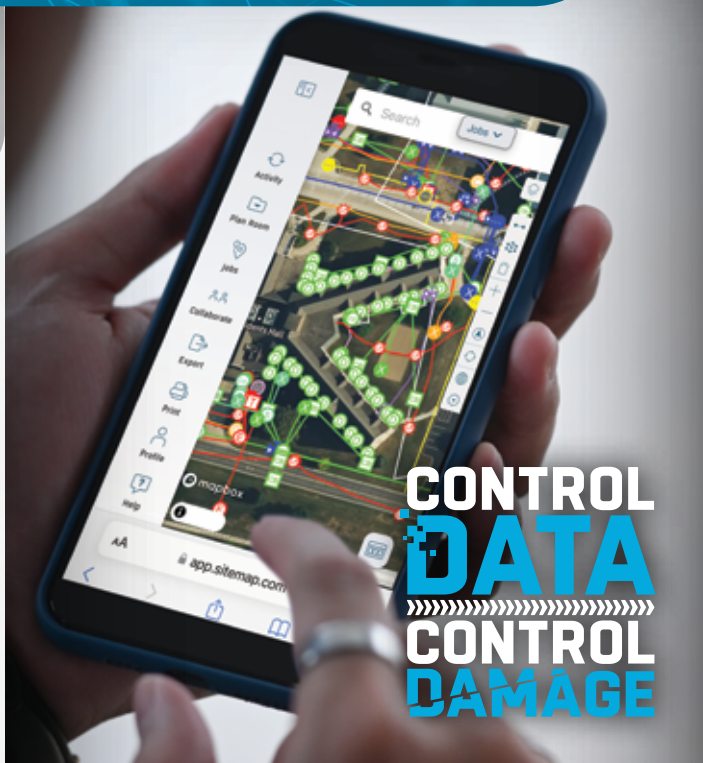 Search
Jobs
Activity
Plan Room
Jobs
Collaborate
Export
Print
Profile
Help
mapbox
AA
app.sitemap.com
CONTROL
DATA
CONTROL
DAMAGE